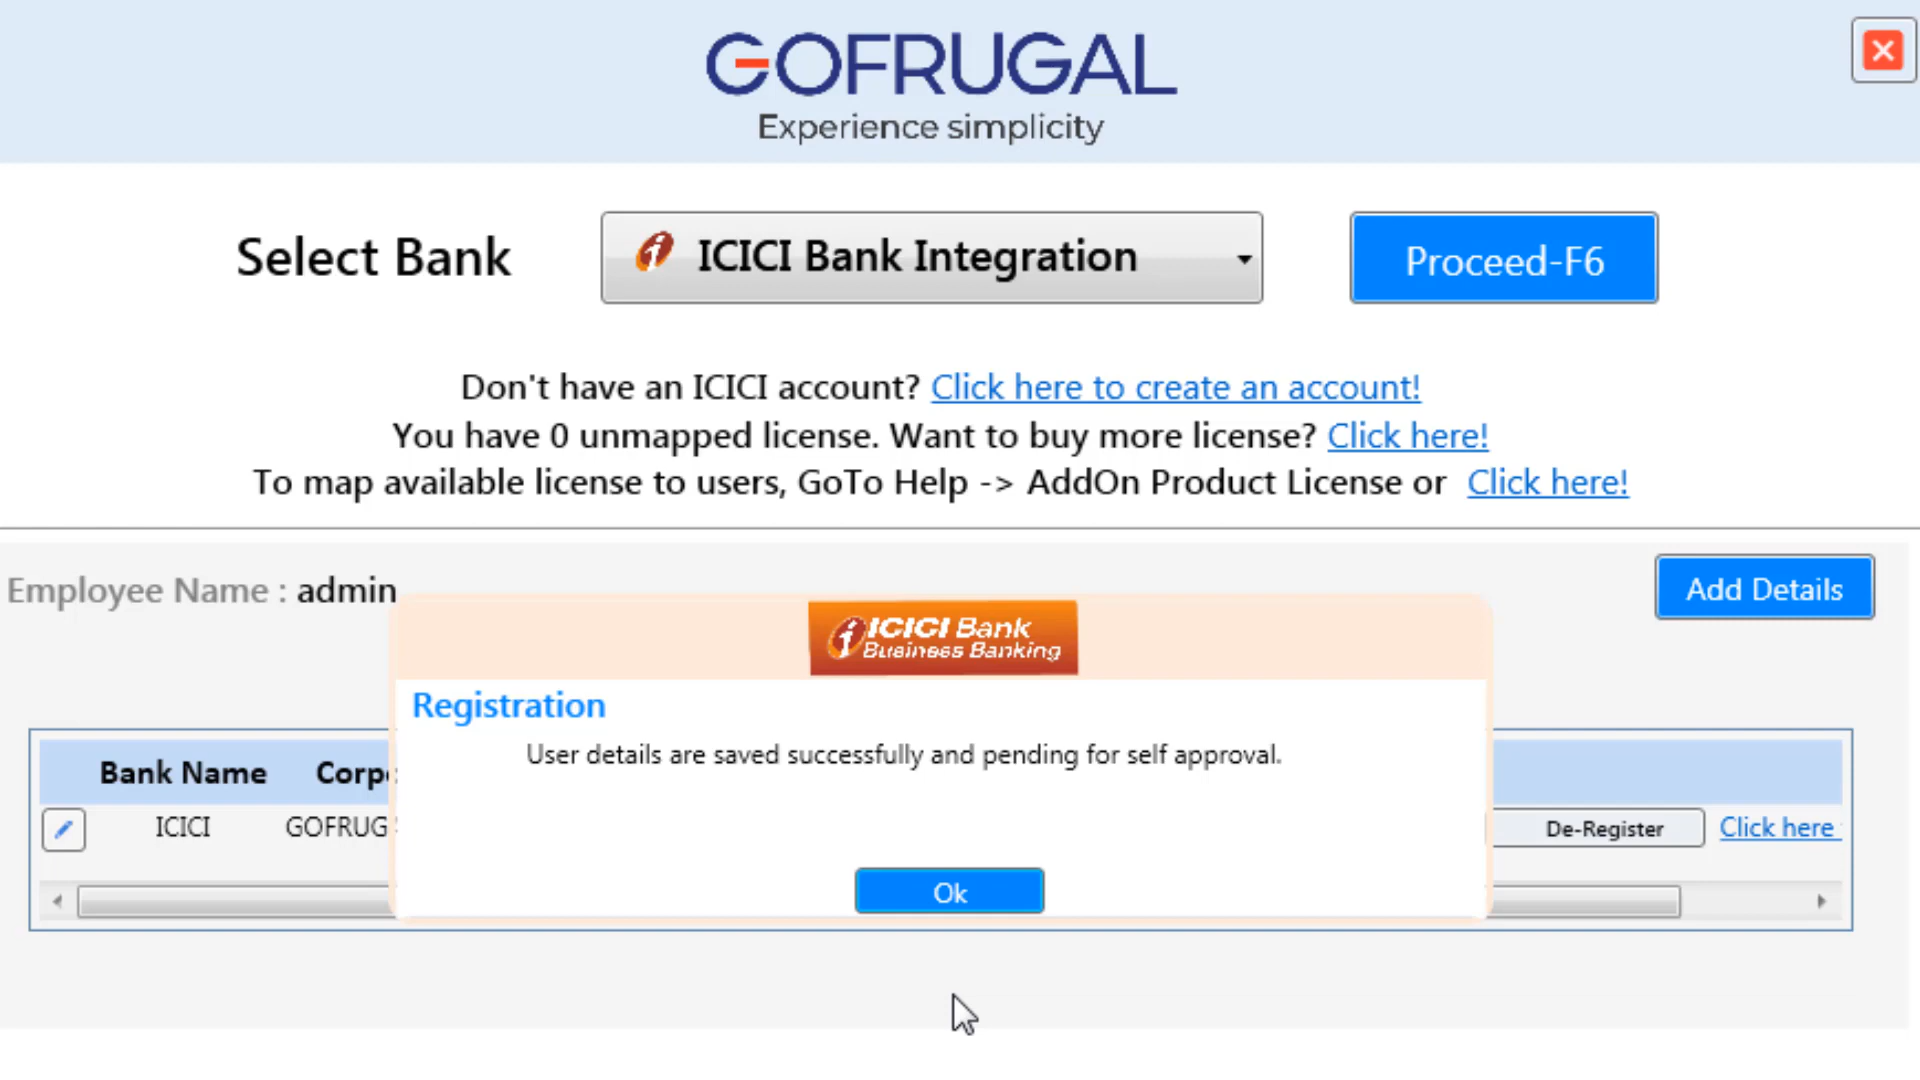 GOFRUGAL
Experience simplicity
Select Bank
ICICI Bank Integration
Proceed-F6
Don't have an ICICI account? Click here to create an account!
You have 0 unmapped license. Want to buy more license? Click here!
To map available license to users, GoTo Help -> AddOn Product License or Click here!
Employee Name : admin
Add Details
ICICI Bank
Business Banking
Registration
User details are saved successfully and pending for self approval.
Bank Name Corp
ICICI GOFRUG De-Register Click here
Ok